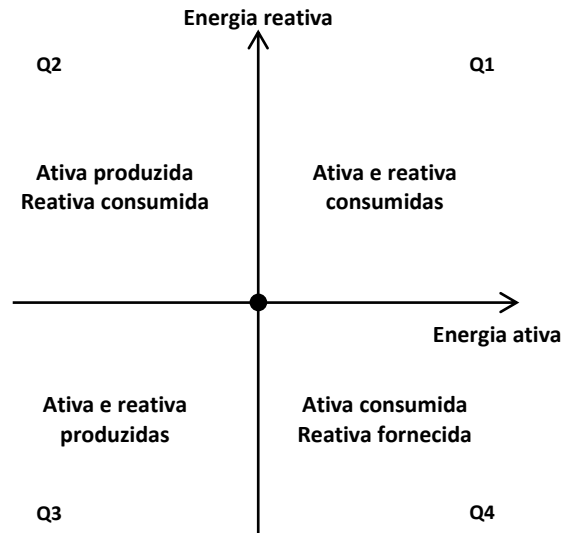 Energia reativa
Q2
Q1
Ativa produzida
Reativa consumida
Ativa e reativa
consumidas
Energia ativa
Ativa e reativa
produzidas
Ativa consumida
Reativa fornecida
Q3
Q4